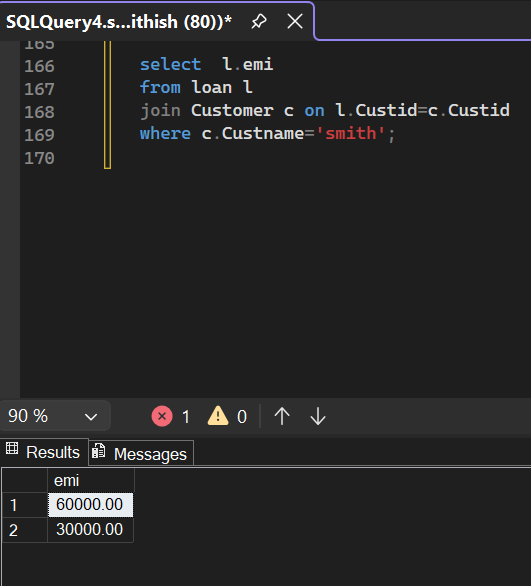 SQLQuery4.s...ithish (80))*
165
166 select  l.emi
167 from loan l
168 join Customer c on l.Custid=c.Custid
169 where c.Custname='smith';
170
90 % 1 0
Results Messages
emi
1 60000.00
2 30000.00